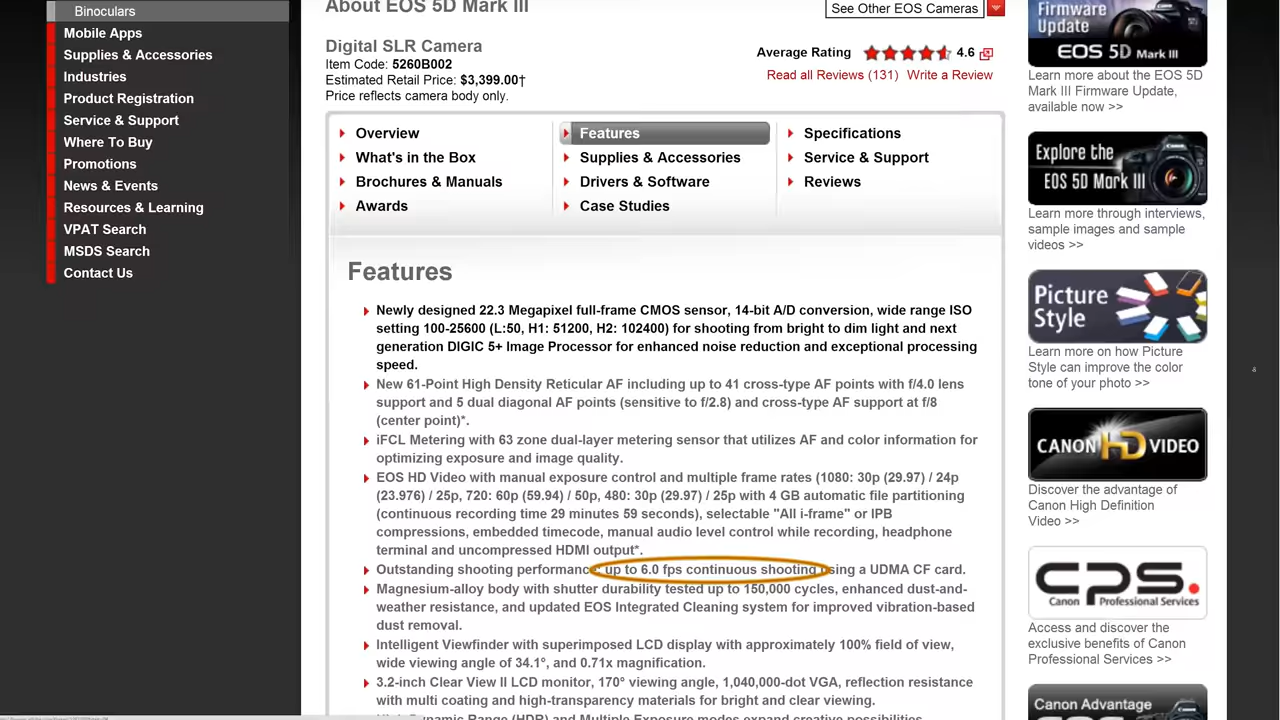 Binoculars
Mobile Apps
Supplies & Accessories
Industries
Product Registration
Service & Support
Where To Buy
Promotions
News & Events
Resources & Learning
VPAT Search
MSDS Search
Contact Us
About EOS 5D Mark III
See Other EOS Cameras
Digital SLR Camera
Item Code: 5260B002
Estimated Retail Price: $3,399.00†
Price reflects camera body only.
Average Rating 4.6
Read all Reviews (131) Write a Review
Overview
What's in the Box
Brochures & Manuals
Awards
Features
Supplies & Accessories
Drivers & Software
Case Studies
Specifications
Service & Support
Reviews
Features
Newly designed 22.3 Megapixel full-frame CMOS sensor, 14-bit A/D conversion, wide range ISO
setting 100-25600 (L:50, H1: 51200, H2: 102400) for shooting from bright to dim light and next
generation DIGIC 5+ Image Processor for enhanced noise reduction and exceptional processing
speed.
New 61-Point High Density Reticular AF including up to 41 cross-type AF points with f/4.0 lens
support and 5 dual diagonal AF points (sensitive to f/2.8) and cross-type AF support at f/8
(center point)*.
iFCL Metering with 63 zone dual-layer metering sensor that utilizes AF and color information for
optimizing exposure and image quality.
EOS HD Video with manual exposure control and multiple frame rates (1080: 30p (29.97) / 24p
(23.976) / 25p, 720: 60p (59.94) / 50p, 480: 30p (29.97) / 25p with 4 GB automatic file partitioning
(continuous recording time 29 minutes 59 seconds), selectable "All i-frame" or IPB
compressions, embedded timecode, manual audio level control while recording, headphone
terminal and uncompressed HDMI output*.
Outstanding shooting performance: up to 6.0 fps continuous shooting using a UDMA CF card.
Magnesium-alloy body with shutter durability tested up to 150,000 cycles, enhanced dust-and-
weather resistance, and updated EOS Integrated Cleaning system for improved vibration-based
dust removal.
Intelligent Viewfinder with superimposed LCD display with approximately 100% field of view,
wide viewing angle of 34.1°, and 0.71x magnification.
3.2-inch Clear View II LCD monitor, 170° viewing angle, 1,040,000-dot VGA, reflection resistance
with multi coating and high-transparency materials for bright and clear viewing.
High Dynamic Range (HDR) and Multiple Exposure modes expand creative possibilities.
Firmware
Update
EOS 5D Mark III
Learn more about the EOS 5D
Mark III Firmware Update,
available now >>
Explore the
EOS 5D Mark III
Learn more through interviews,
sample images and sample
videos >>
Picture
Style
Learn more on how Picture
Style can improve the color
tone of your photo >>
CANON HD VIDEO
Discover the advantage of
Canon High Definition
Video >>
CPS
Canon Professional Services
Access and discover the
exclusive benefits of Canon
Professional Services >>
Canon Advantage